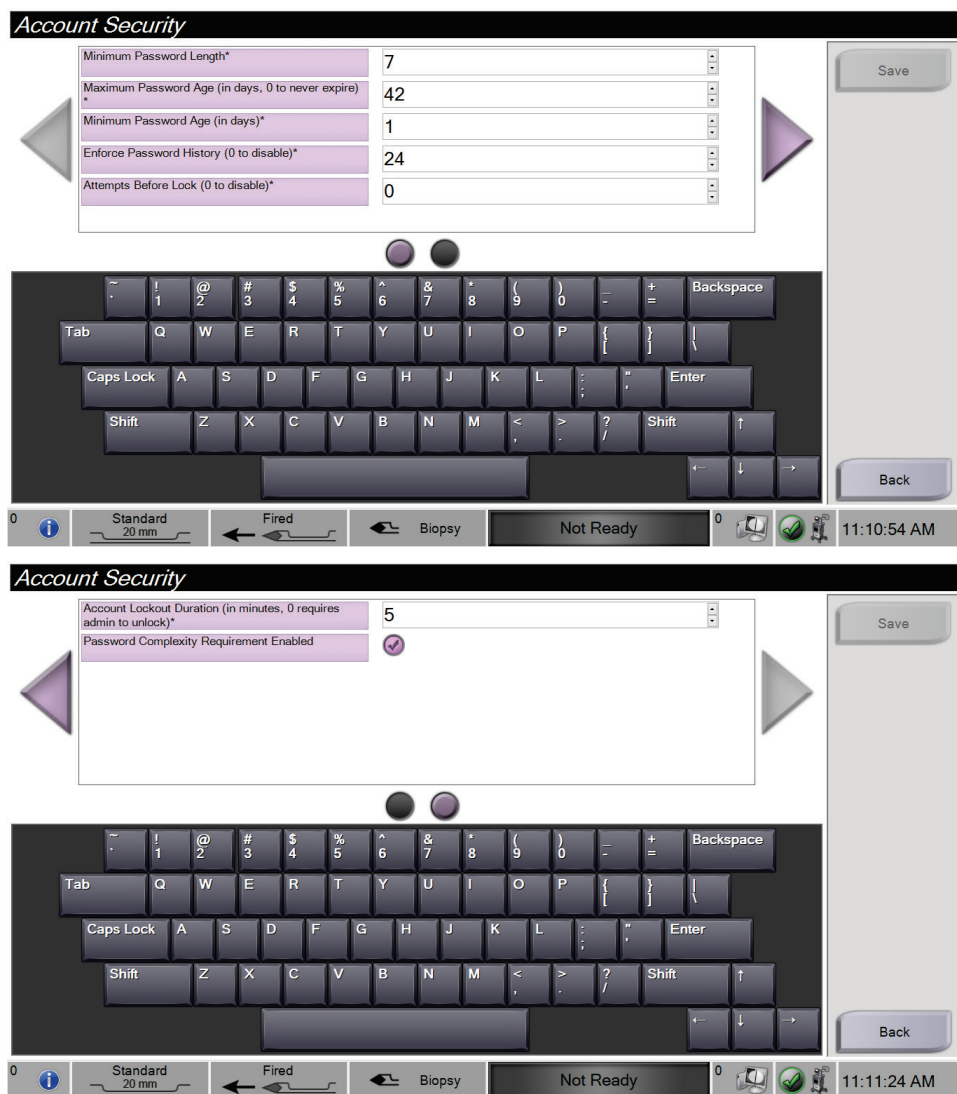 Account Security
Minimum Password Length*
7
Save
Maximum Password Age (in days, 0 to never expire)
*
42
Minimum Password Age (in days)*
1
Enforce Password History (0 to disable)*
24
Attempts Before Lock (0 to disable)*
0
~ ! @ # $ % ^ & * ( ) _ + Backspace
` 1 2 3 4 5 6 7 8 9 0 - =
Tab Q W E R T Y U I O P { } |
[ ] \
Caps Lock A S D F G H J K L : " Enter
; '
Shift Z X C V B N M < > ? Shift ↑
, . /
← ↓ →
Back
0 Standard Fired Biopsy Not Ready 0 11:10:54 AM
20 mm
Account Security
Account Lockout Duration (in minutes, 0 requires
admin to unlock)*
5
Save
Password Complexity Requirement Enabled
~ ! @ # $ % ^ & * ( ) _ + Backspace
` 1 2 3 4 5 6 7 8 9 0 - =
Tab Q W E R T Y U I O P { } |
[ ] \
Caps Lock A S D F G H J K L : " Enter
; '
Shift Z X C V B N M < > ? Shift ↑
, . /
← ↓ →
Back
0 Standard Fired Biopsy Not Ready 0 11:11:24 AM
20 mm